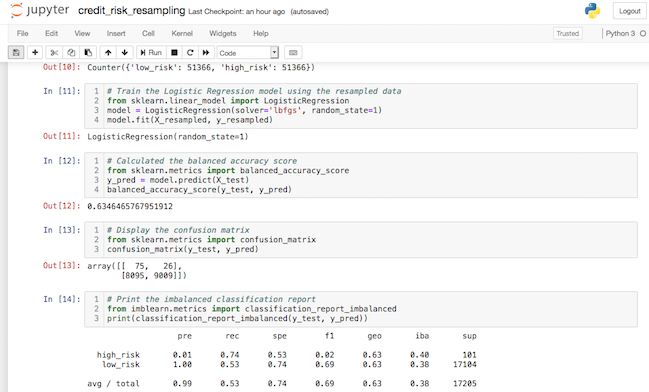 jupyter credit_risk_resampling Last Checkpoint: an hour ago (autosaved) Logout
File Edit View Insert Cell Kernel Widgets Help Trusted Python 3
Run Code
Out[10]: Counter({'low_risk': 51366, 'high_risk': 51366})
In [11]: 1 # Train the Logistic Regression model using the resampled data
2 from sklearn.linear_model import LogisticRegression
3 model = LogisticRegression(solver='lbfgs', random_state=1)
4 model.fit(X_resampled, y_resampled)
Out[11]: LogisticRegression(random_state=1)
In [12]: 1 # Calculated the balanced accuracy score
2 from sklearn.metrics import balanced_accuracy_score
3 y_pred = model.predict(X_test)
4 balanced_accuracy_score(y_test, y_pred)
Out[12]: 0.6346465767951912
In [13]: 1 # Display the confusion matrix
2 from sklearn.metrics import confusion_matrix
3 confusion_matrix(y_test, y_pred)
Out[13]: array([[ 75, 26],
[8095, 9009]])
In [14]: 1 # Print the imbalanced classification report
2 from imblearn.metrics import classification_report_imbalanced
3 print(classification_report_imbalanced(y_test, y_pred))
pre rec spe f1 geo iba sup
high_risk 0.01 0.74 0.53 0.02 0.63 0.40 101
low_risk 1.00 0.53 0.74 0.69 0.63 0.38 17104
avg / total 0.99 0.53 0.74 0.69 0.63 0.38 17205